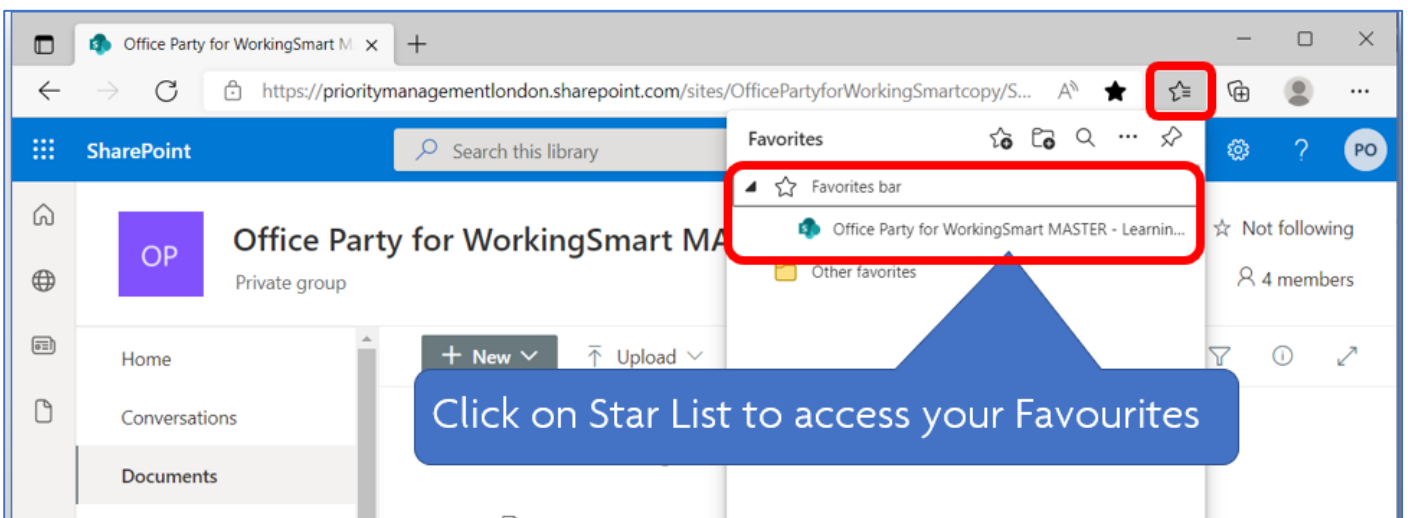 Office Party for WorkingSmart M
https://prioritymanagementlondon.sharepoint.com/sites/OfficePartyforWorkingSmartcopy/S...
Favorites
SharePoint
Search this library
PO
Favorites bar
Office Party for WorkingSmart MASTER - Learnin...
Other favorites
OP
Office Party for WorkingSmart MA
Private group
Not following
4 members
Home
New
Upload
Click on Star List to access your Favourites
Conversations
Documents